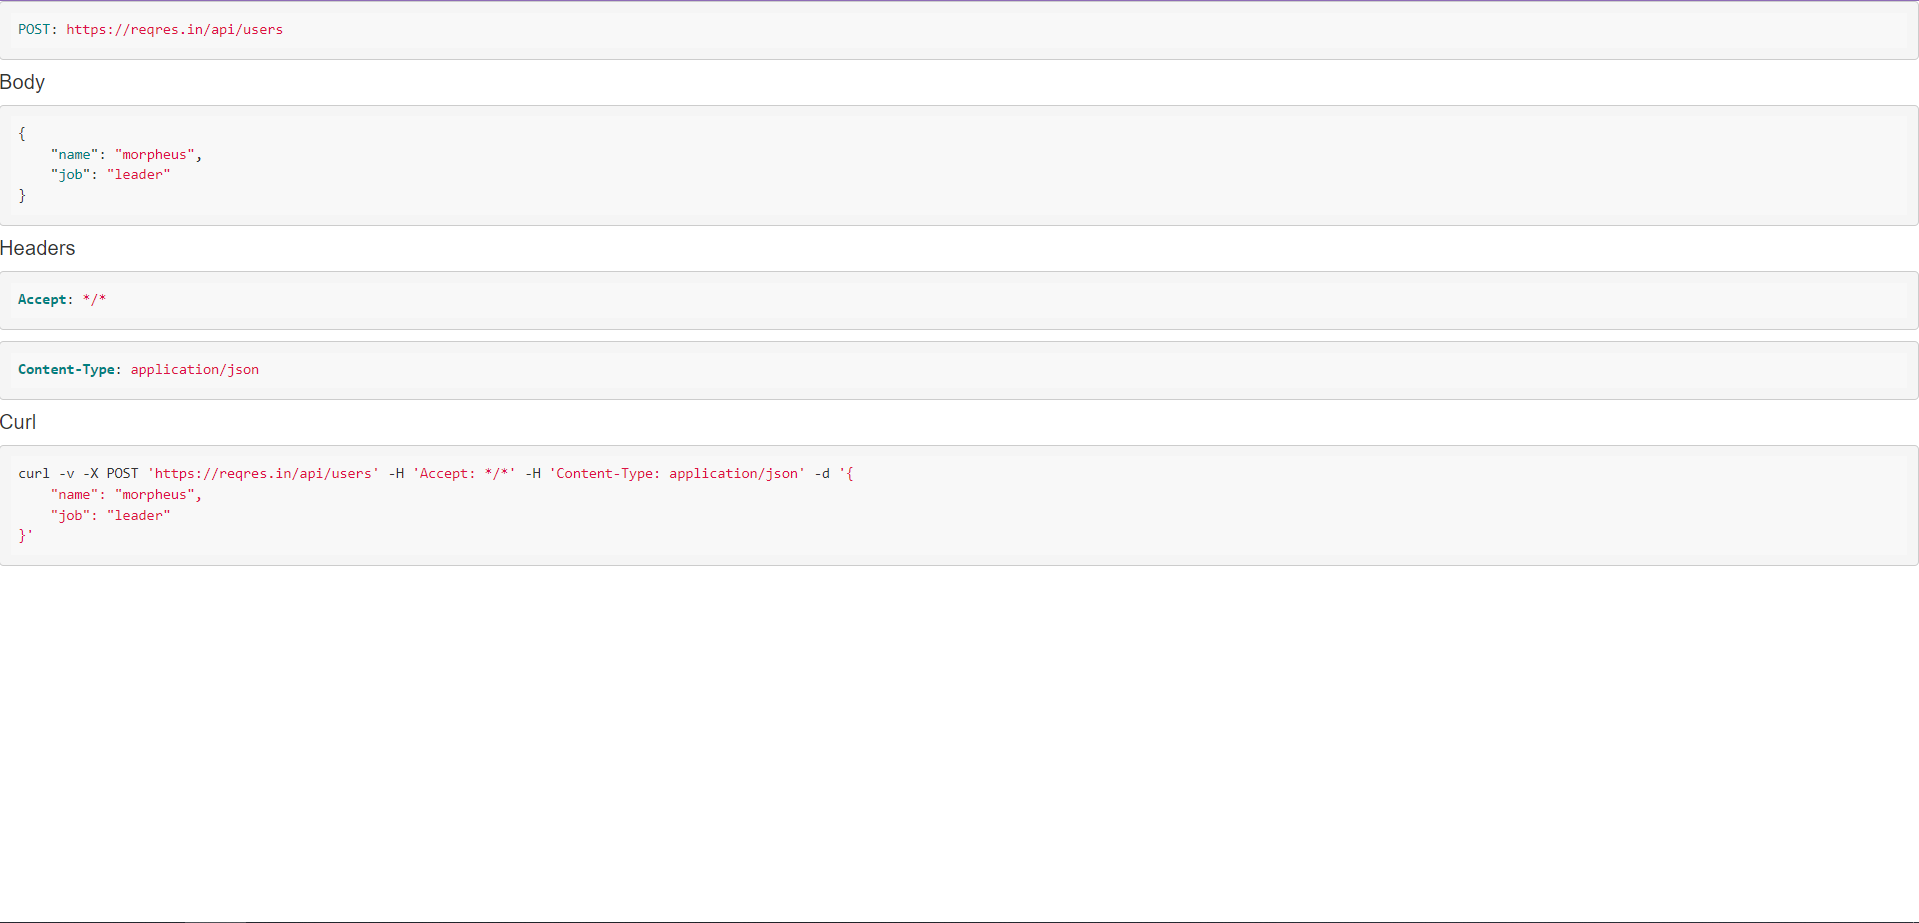 POST: https://reqres.in/api/users
Body
{
    "name": "morpheus",
    "job": "leader"
}
Headers
Accept: */*
Content-Type: application/json
Curl
curl -v -X POST 'https://reqres.in/api/users' -H 'Accept: */*' -H 'Content-Type: application/json' -d '{
    "name": "morpheus",
    "job": "leader"
}'